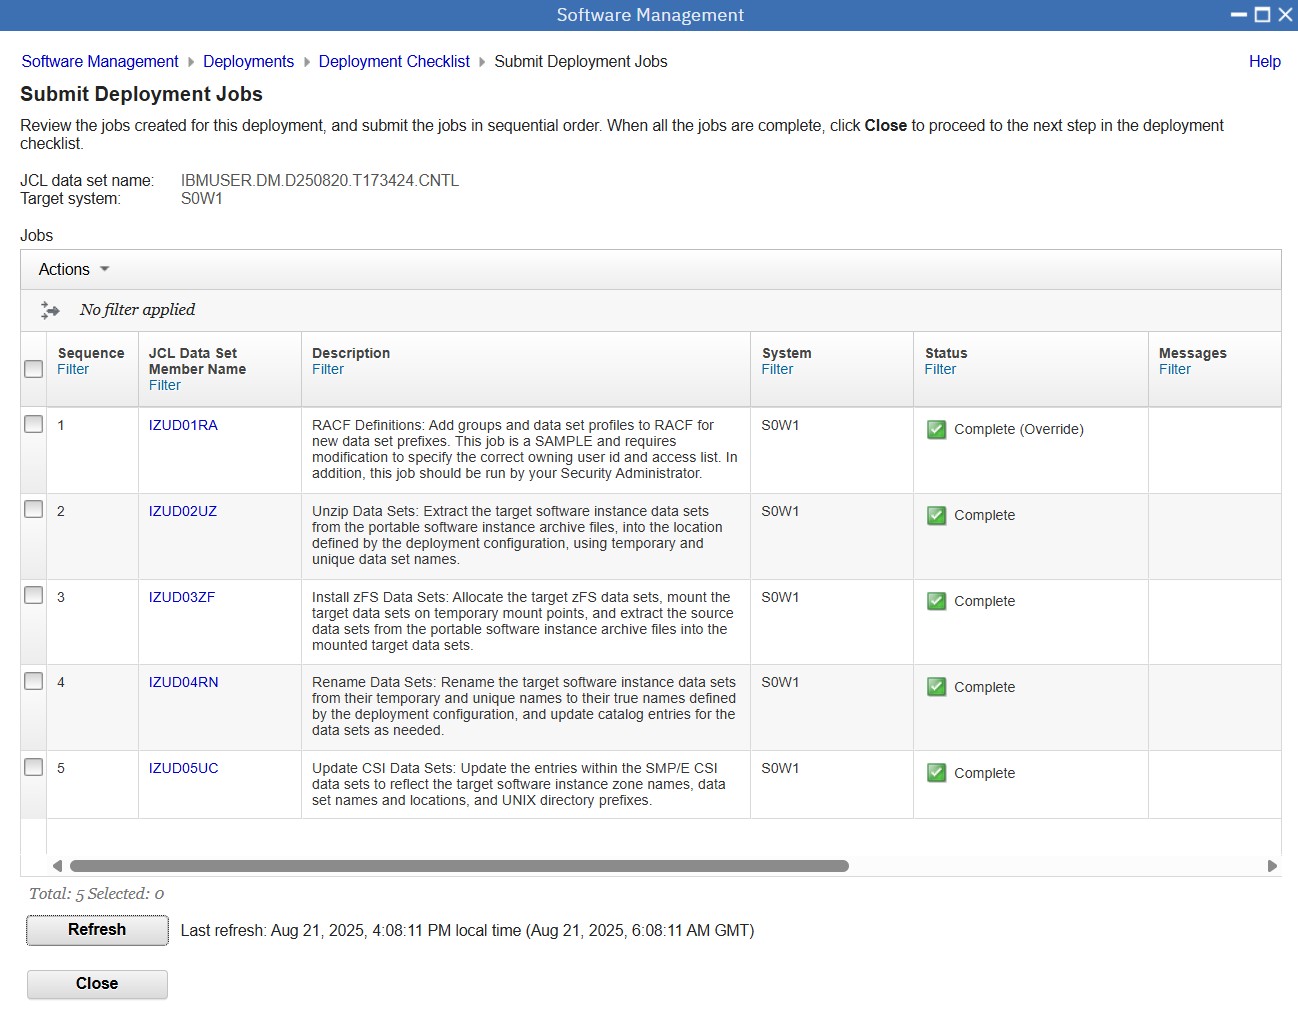 Software Management
Software Management Deployments Deployment Checklist Submit Deployment Jobs Help
Submit Deployment Jobs
Review the jobs created for this deployment, and submit the jobs in sequential order. When all the jobs are complete, click Close to proceed to the next step in the deployment
checklist.
JCL data set name: IBMUSER.DM.D250820.T173424.CNTL
Target system: S0W1
Jobs
Actions
No filter applied
Sequence
Filter
JCL Data Set
Member Name
Filter
Description
Filter
System
Filter
Status
Filter
Messages
Filter
1
IZUD01RA
RACF Definitions: Add groups and data set profiles to RACF for
new data set prefixes. This job is a SAMPLE and requires
modification to specify the correct owning user id and access list. In
addition, this job should be run by your Security Administrator.
S0W1
Complete (Override)
2
IZUD02UZ
Unzip Data Sets: Extract the target software instance data sets
from the portable software instance archive files, into the location
defined by the deployment configuration, using temporary and
unique data set names.
S0W1
Complete
3
IZUD03ZF
Install zFS Data Sets: Allocate the target zFS data sets, mount the
target data sets on temporary mount points, and extract the source
data sets from the portable software instance archive files into the
mounted target data sets.
S0W1
Complete
4
IZUD04RN
Rename Data Sets: Rename the target software instance data sets
from their temporary and unique names to their true names defined
by the deployment configuration, and update catalog entries for the
data sets as needed.
S0W1
Complete
5
IZUD05UC
Update CSI Data Sets: Update the entries within the SMP/E CSI
data sets to reflect the target software instance zone names, data
set names and locations, and UNIX directory prefixes.
S0W1
Complete
Total: 5 Selected: 0
Refresh Last refresh: Aug 21, 2025, 4:08:11 PM local time (Aug 21, 2025, 6:08:11 AM GMT)
Close